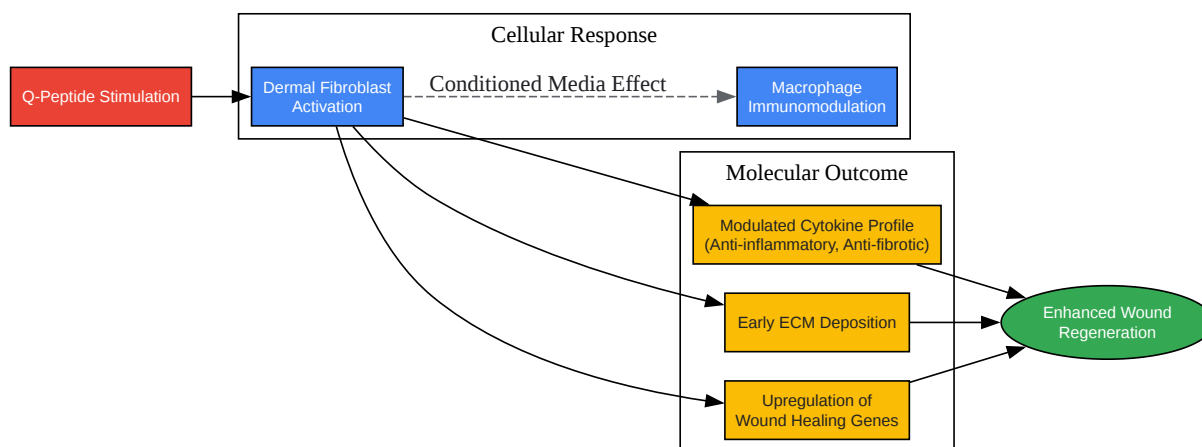 Cellular Response
Q-Peptide Stimulation
Dermal Fibroblast
Activation
Conditioned Media Effect
Macrophage
Immunomodulation
Molecular Outcome
Modulated Cytokine Profile
(Anti-inflammatory, Anti-fibrotic)
Early ECM Deposition
Upregulation of
Wound Healing Genes
Enhanced Wound
Regeneration